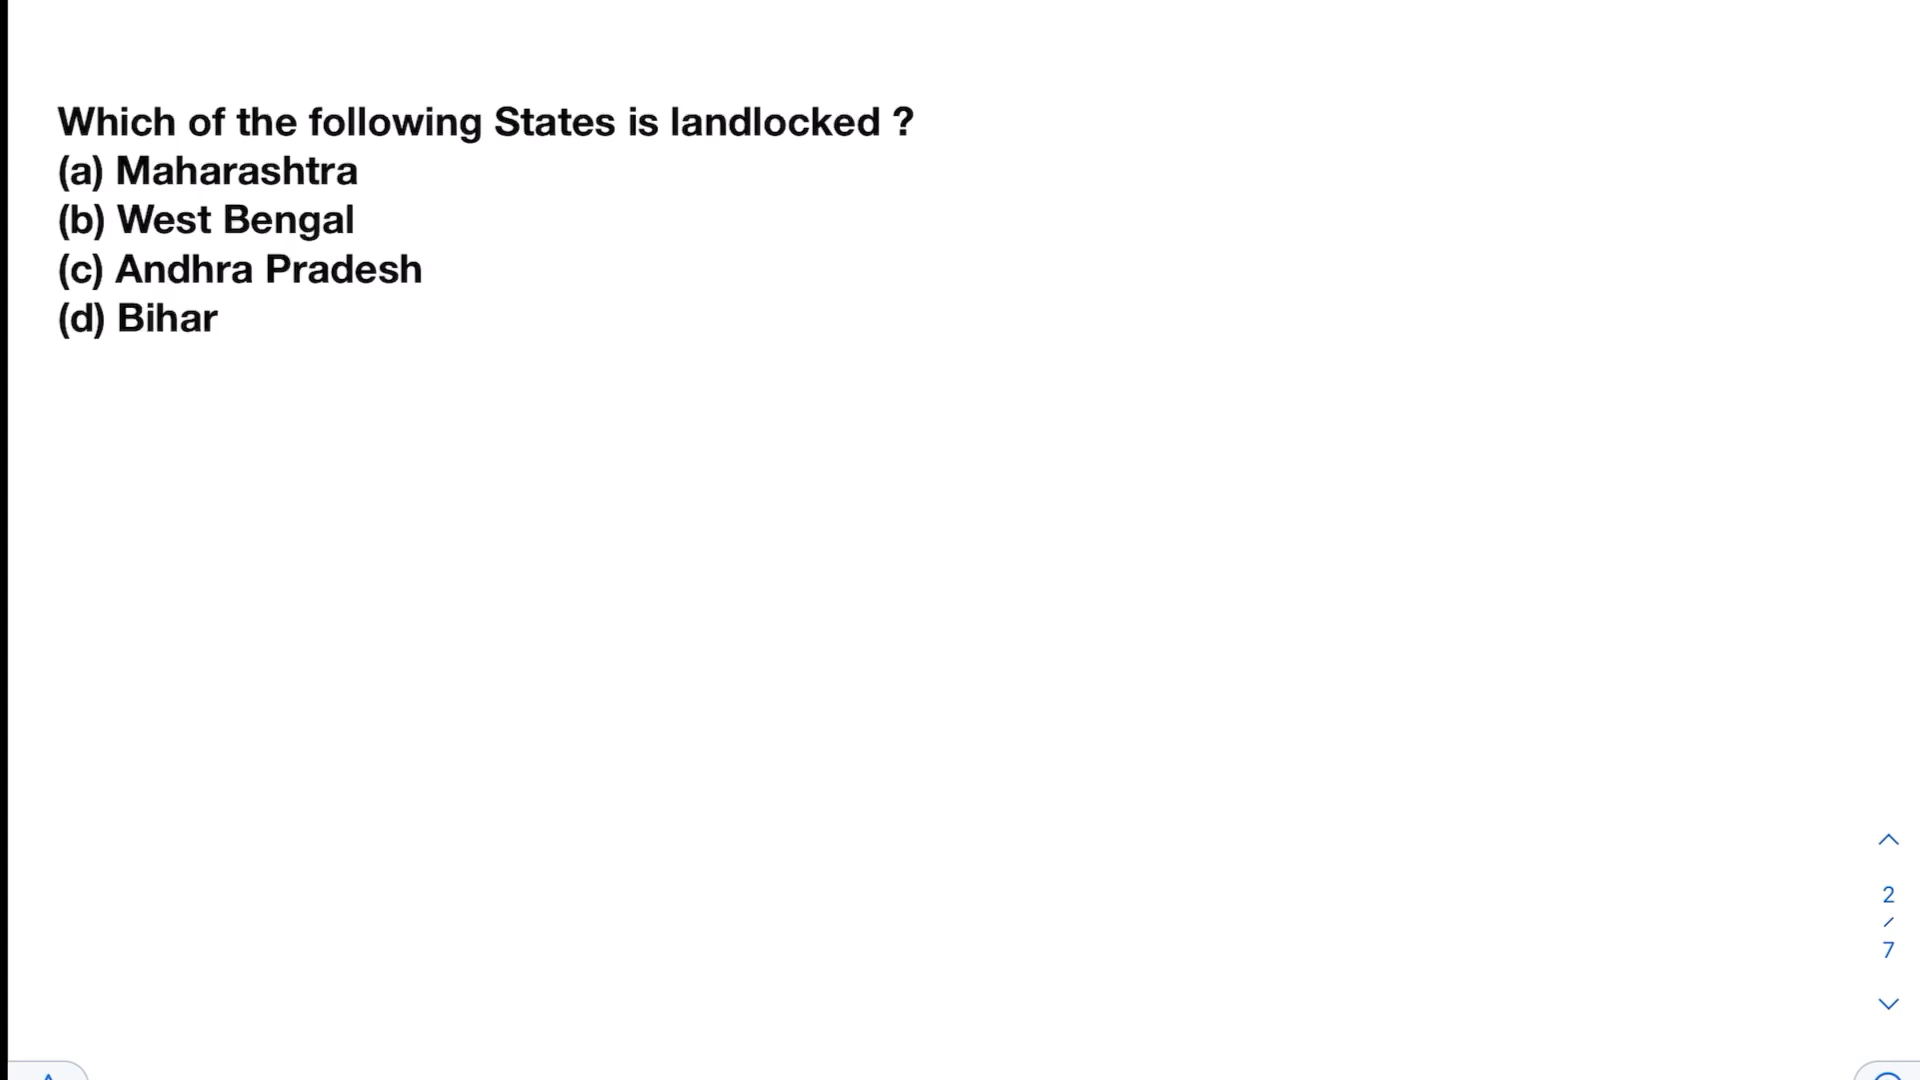 Which of the following States is landlocked ?
(a) Maharashtra
(b) West Bengal
(c) Andhra Pradesh
(d) Bihar
2
/
7